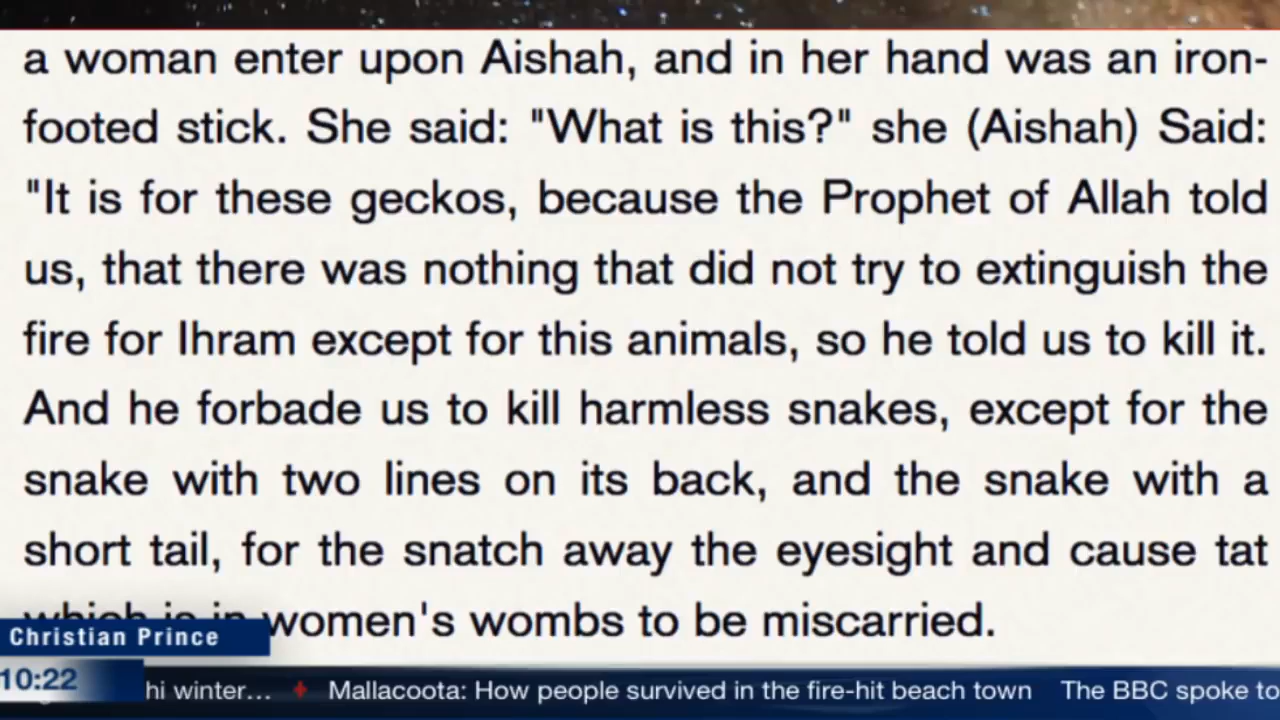 a woman enter upon Aishah, and in her hand was an iron-
footed stick. She said: "What is this?" she (Aishah) Said:
"It is for these geckos, because the Prophet of Allah told
us, that there was nothing that did not try to extinguish the
fire for Ihram except for this animals, so he told us to kill it.
And he forbade us to kill harmless snakes, except for the
snake with two lines on its back, and the snake with a
short tail, for the snatch away the eyesight and cause tat
which is in women's wombs to be miscarried.
Christian Prince
10:22
hi winter... Mallacoota: How people survived in the fire-hit beach town The BBC spoke to